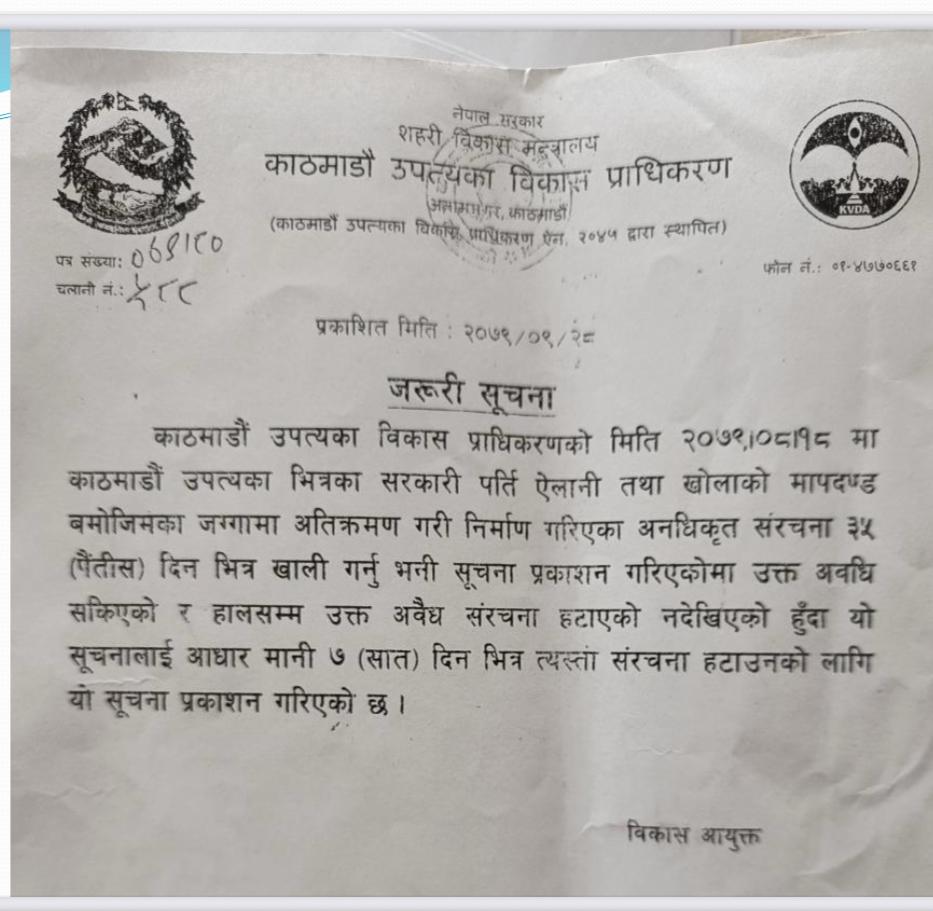 नेपाल सरकार
शहरी विकास मन्त्रालय
काठमाडौं उपत्यका विकास प्राधिकरण
अनामनगर, काठमाडौं
(काठमाडौं उपत्यका विकास प्राधिकरण ऐन, २०४५ द्वारा स्थापित)
KVDA
पत्र संख्या: ०७९।८०
फोन नं.: ०१-४७७०६६१
चलानी नं.: ५८८
प्रकाशित मिति : २०७९/०९/२८
जरूरी सूचना
काठमाडौं उपत्यका विकास प्राधिकरणको मिति २०७९।०८।१८ मा
काठमाडौं उपत्यका भित्रका सरकारी पर्ति ऐलानी तथा खोलाको मापदण्ड
बमोजिमका जग्गामा अतिक्रमण गरी निर्माण गरिएका अनधिकृत संरचना ३५
(पैंतीस) दिन भित्र खाली गर्नु भनी सूचना प्रकाशन गरिएकोमा उक्त अवधि
सकिएको र हालसम्म उक्त अवैध संरचना हटाएको नदेखिएको हुँदा यो
सूचनालाई आधार मानी ७ (सात) दिन भित्र त्यस्ता संरचना हटाउनको लागि
यो सूचना प्रकाशन गरिएको छ ।
विकास आयुक्त